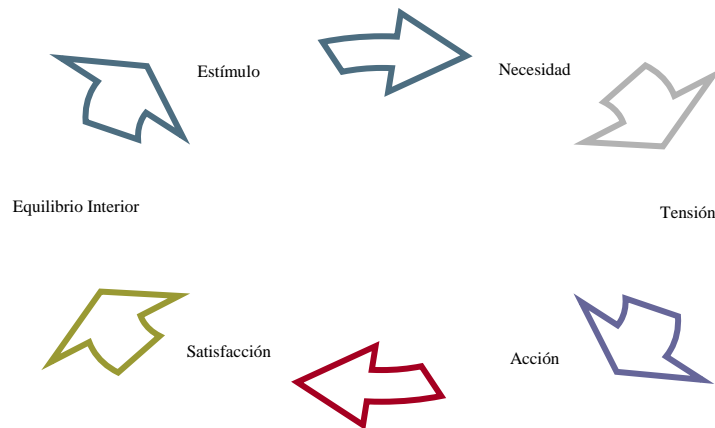 Estímulo
Necesidad
Equilibrio Interior
Tensión
Satisfacción
Acción